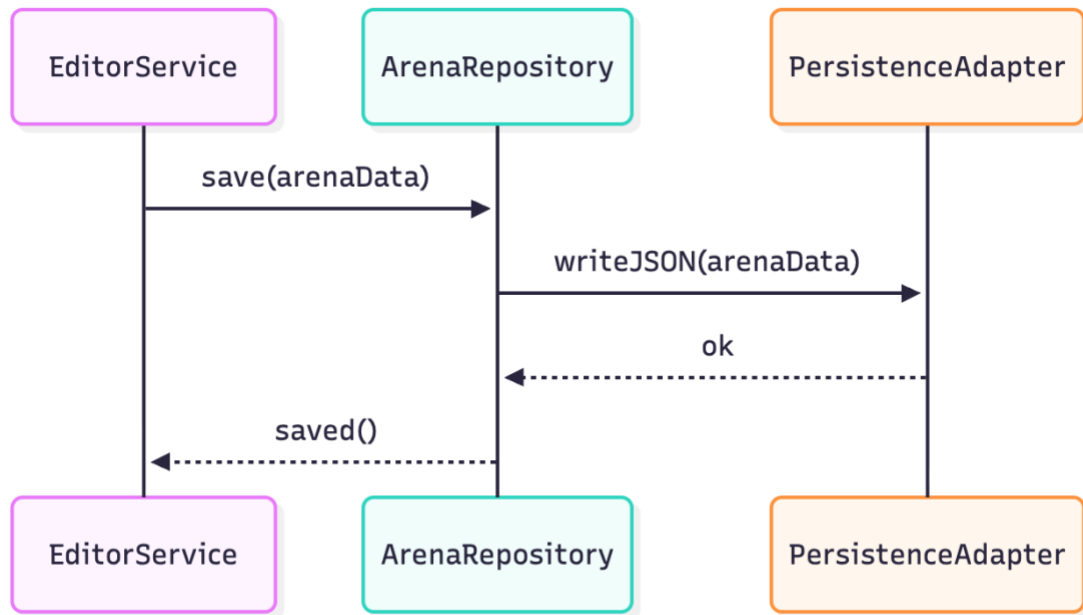 EditorService
ArenaRepository
PersistenceAdapter
save(arenaData)
writeJSON(arenaData)
ok
saved()
EditorService
ArenaRepository
PersistenceAdapter